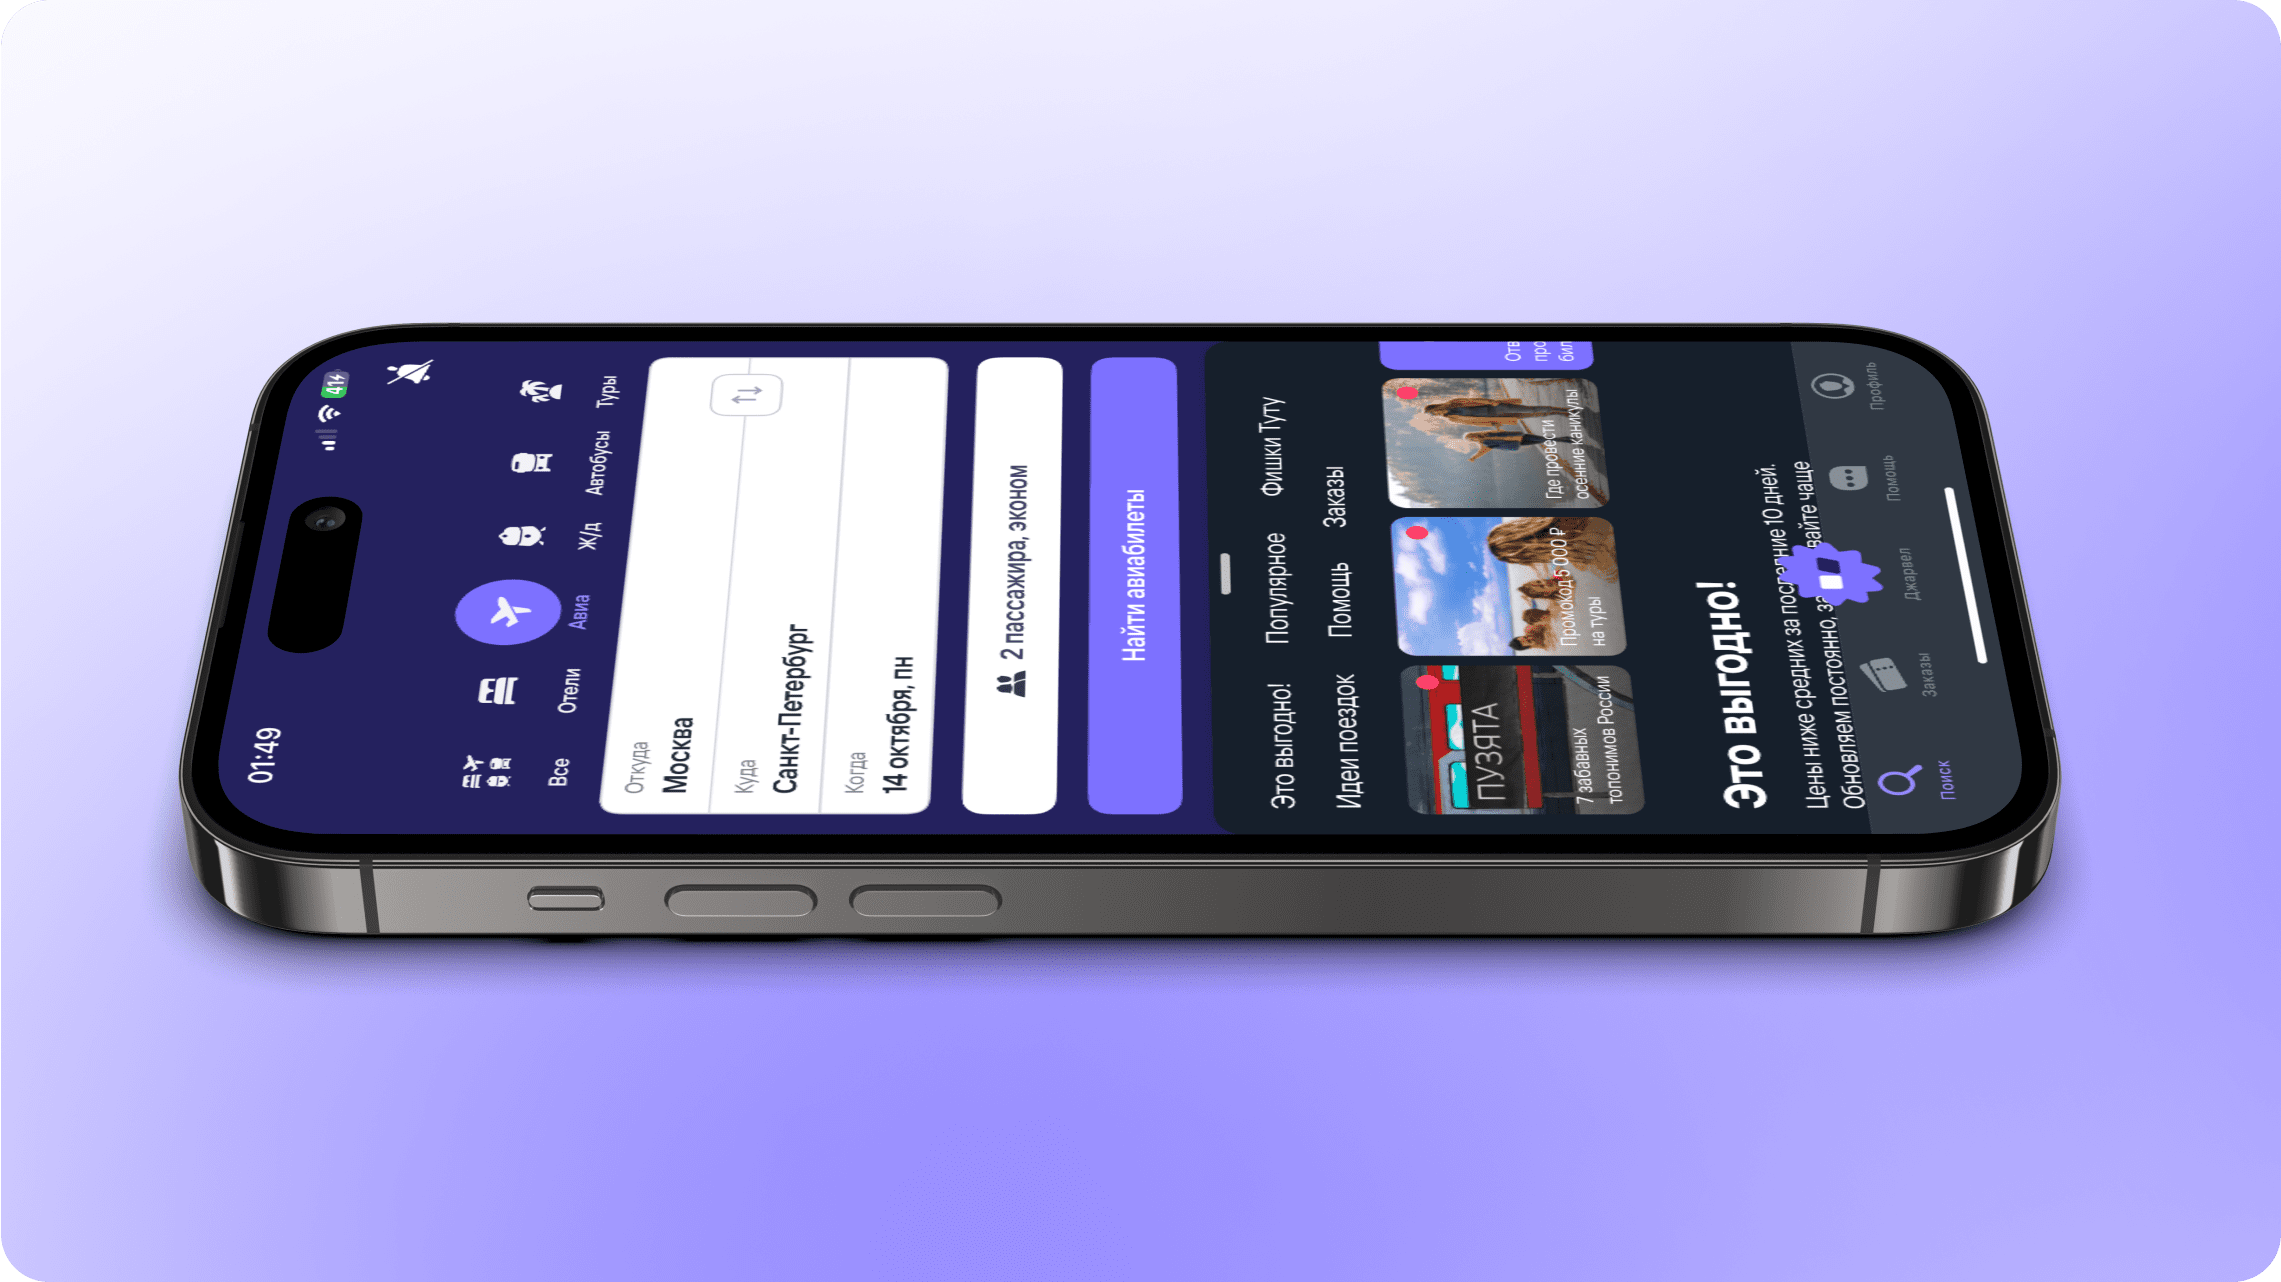 01:49
41
Все
Отели
Авиа
Ж/д
Автобусы
Туры
Откуда
Москва
Куда
Санкт-Петербург
Когда
14 октября, пн
2 пассажира, эконом
Найти авиабилеты
Это выгодно!
Популярное
Фишки Туту
Идеи поездок
Помощь
Заказы
ПУЗЯТА
7 забавных
топонимов России
Промокод 5 000 ₽
на туры
Где провести
осенние каникулы
Отв
про
бил
Это выгодно!
Цены ниже средних за последние 10 дней.
Обновляем постоянно, за вайте чаще
Поиск
Заказы
Джарвел
Помощь
Профиль